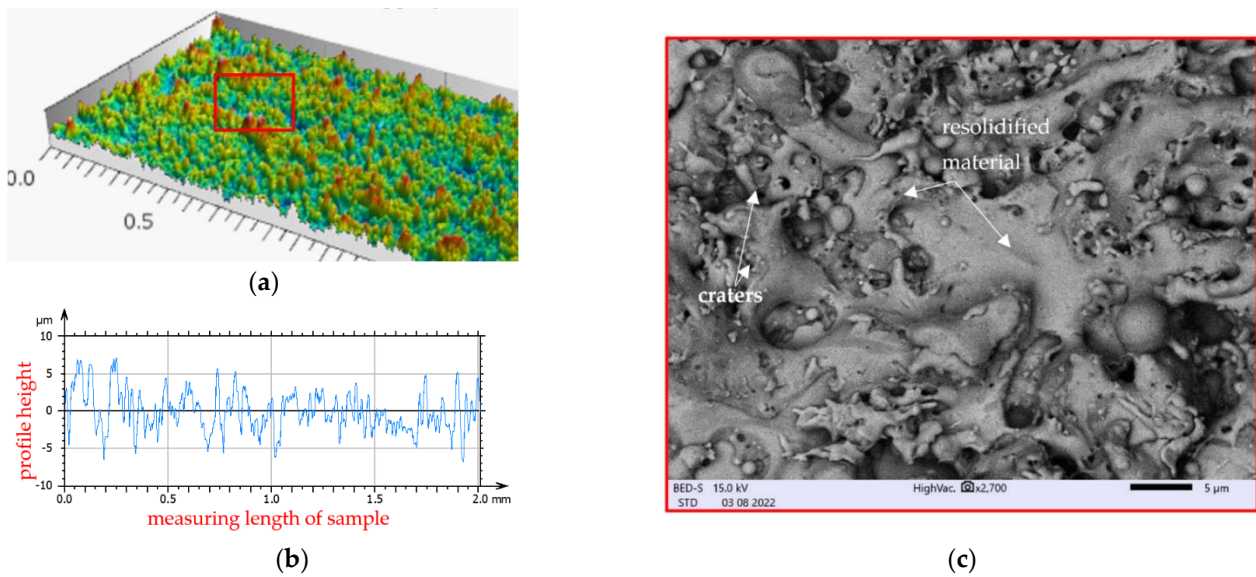 0.0
0.5
(a)
µm
10
5
0
-5
-10
profile height
0.0 0.5 1.0 1.5 2.0 mm
measuring length of sample
(b)
resolidified
material
craters
BED-S 15.0 kV HighVac. x2,700 5 µm
STD 03 08 2022
(c)